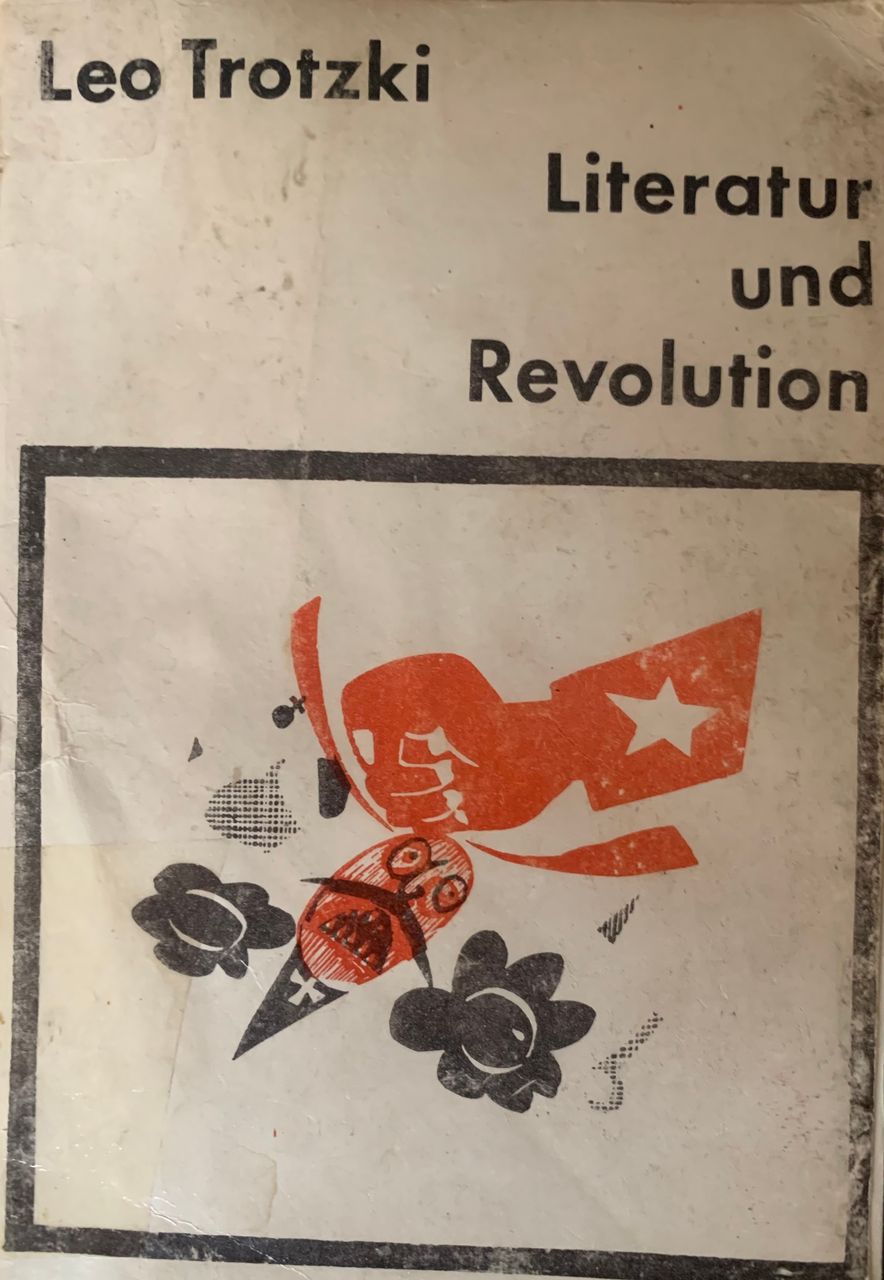 Leo Trotzki
Literatur
und
Revolution